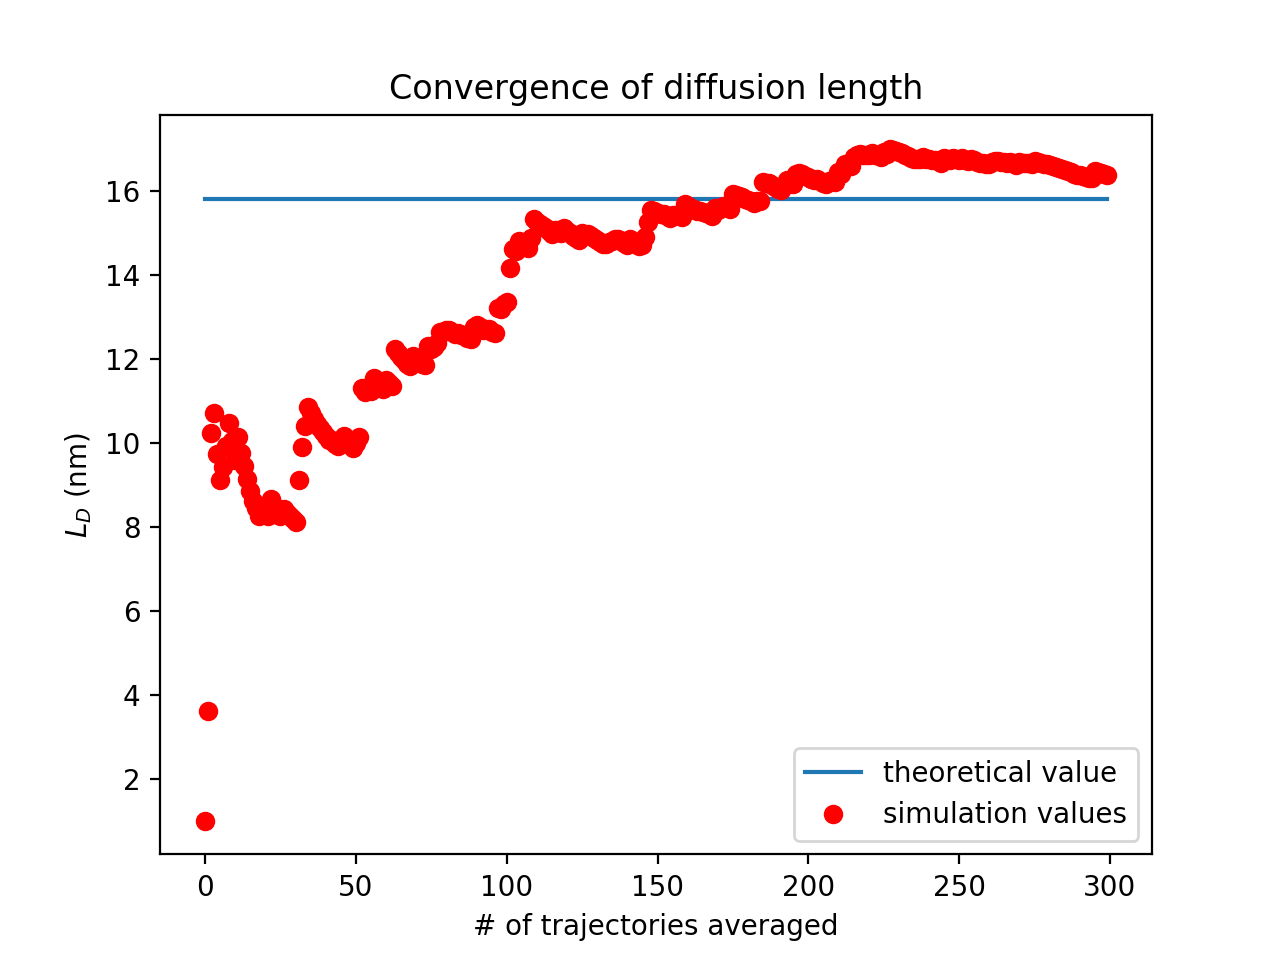 Convergence of diffusion length
L_D (nm)
16
14
12
10
8
6
4
2
0 50 100 150 200 250 300
# of trajectories averaged
theoretical value
simulation values